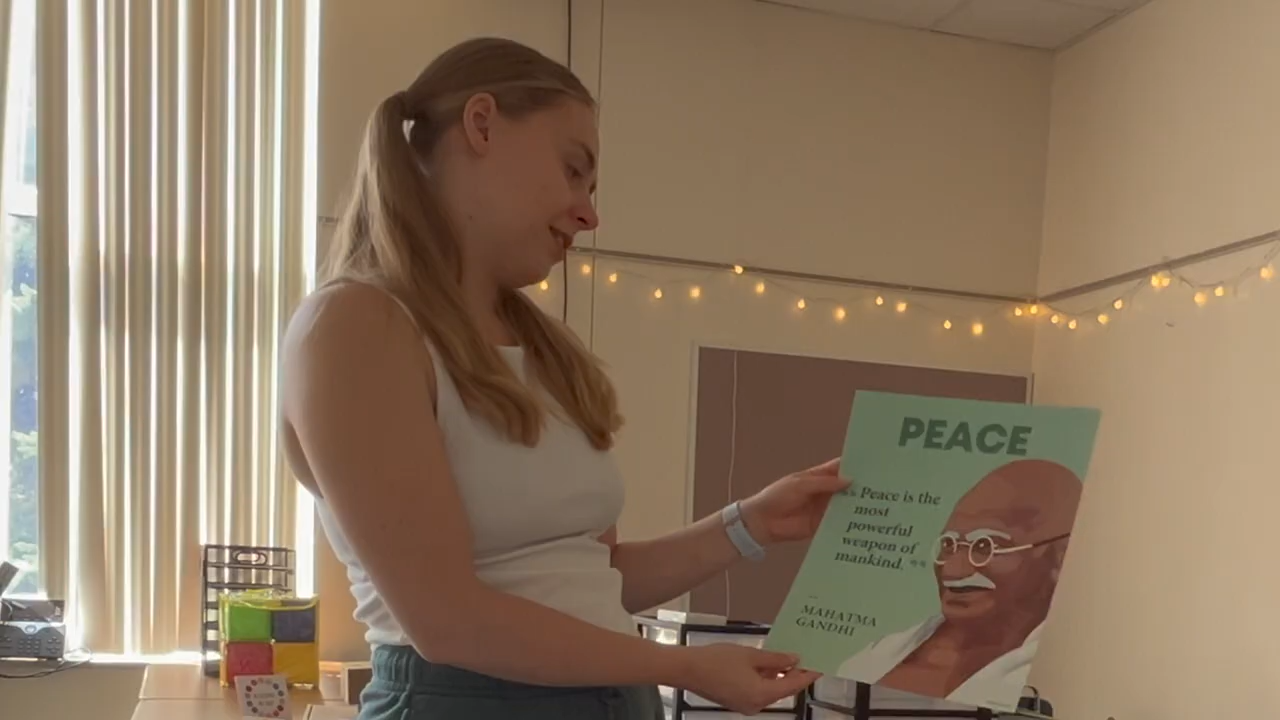 PEACE
“ Peace is the
most
powerful
weapon of
mankind. ”
—
MAHATMA
GANDHI